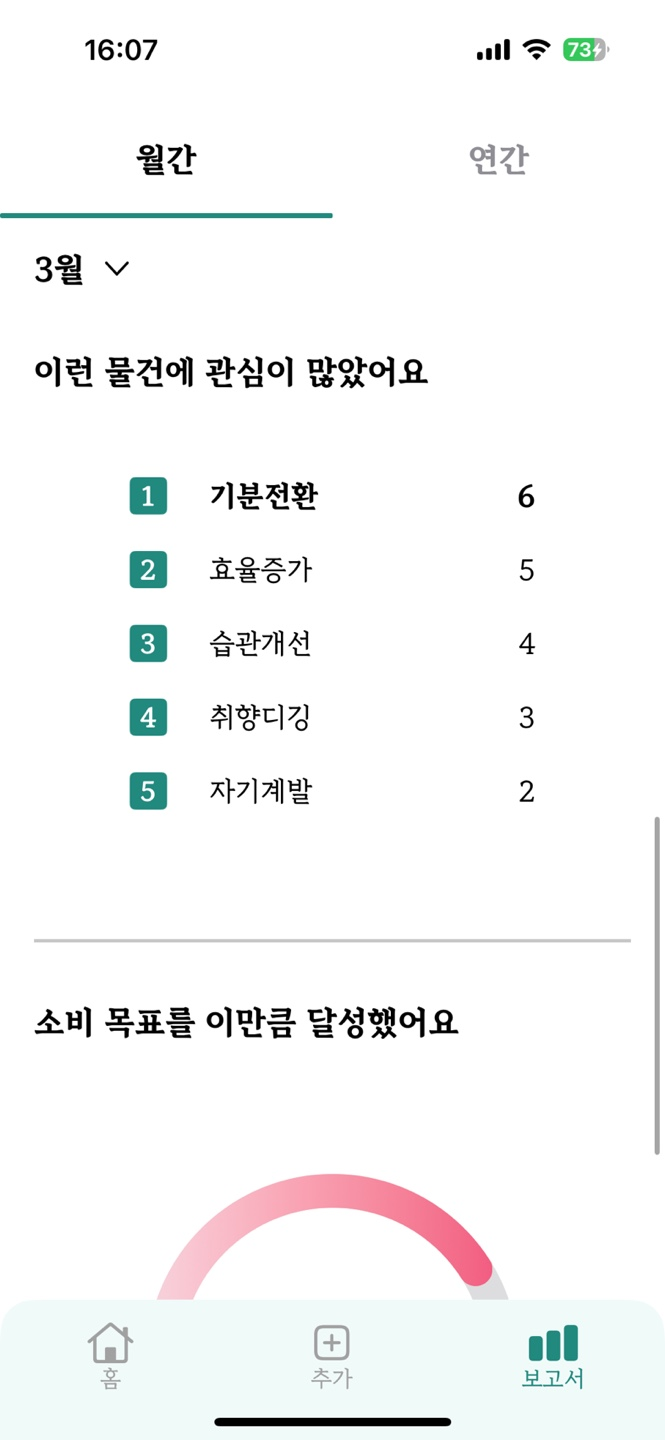 16:07
73
월간 연간
3월
이런 물건에 관심이 많았어요
1 기분전환 6
2 효율증가 5
3 습관개선 4
4 취향디깅 3
5 자기계발 2
소비 목표를 이만큼 달성했어요
홈 추가 보고서